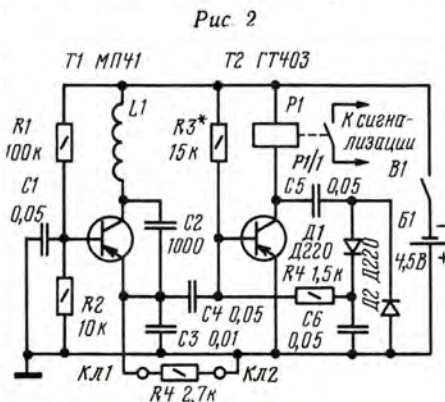 Рис 2
Т1 МП41
Т2 ГТ403
R1
100к
L1
R3*
15к
Р1
К сигна-
лизации
Р1/1
В1
С1
0,05
С2
1000
С5 0,05
Д1
Д220
Д2 Д220
Б1
4,5В
R2
10к
С4 0,05
С3 0,01
R4 1,5к
С6
0,05
Кл1
Кл2
R4 2,7к